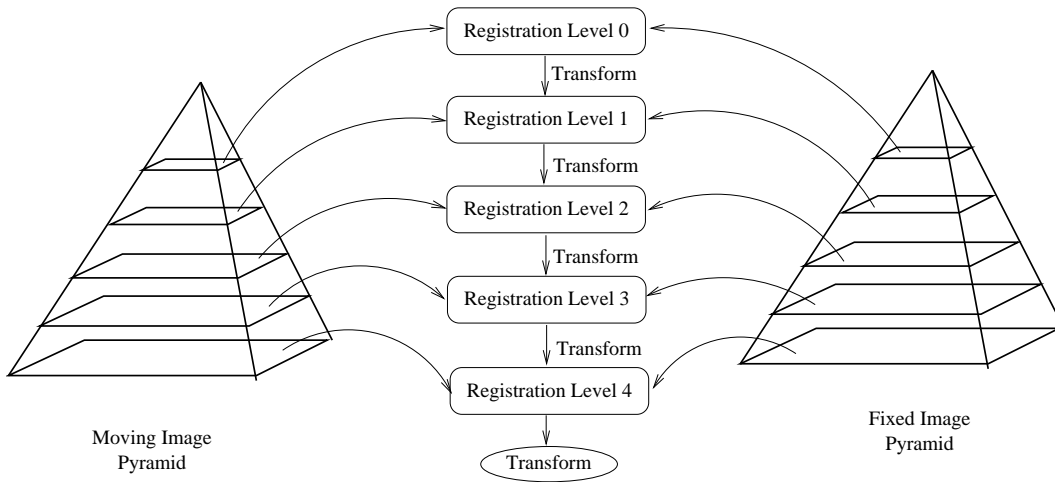 Registration Level 0
Transform
Registration Level 1
Transform
Registration Level 2
Transform
Registration Level 3
Transform
Registration Level 4
Transform
Moving Image
Pyramid
Fixed Image
Pyramid